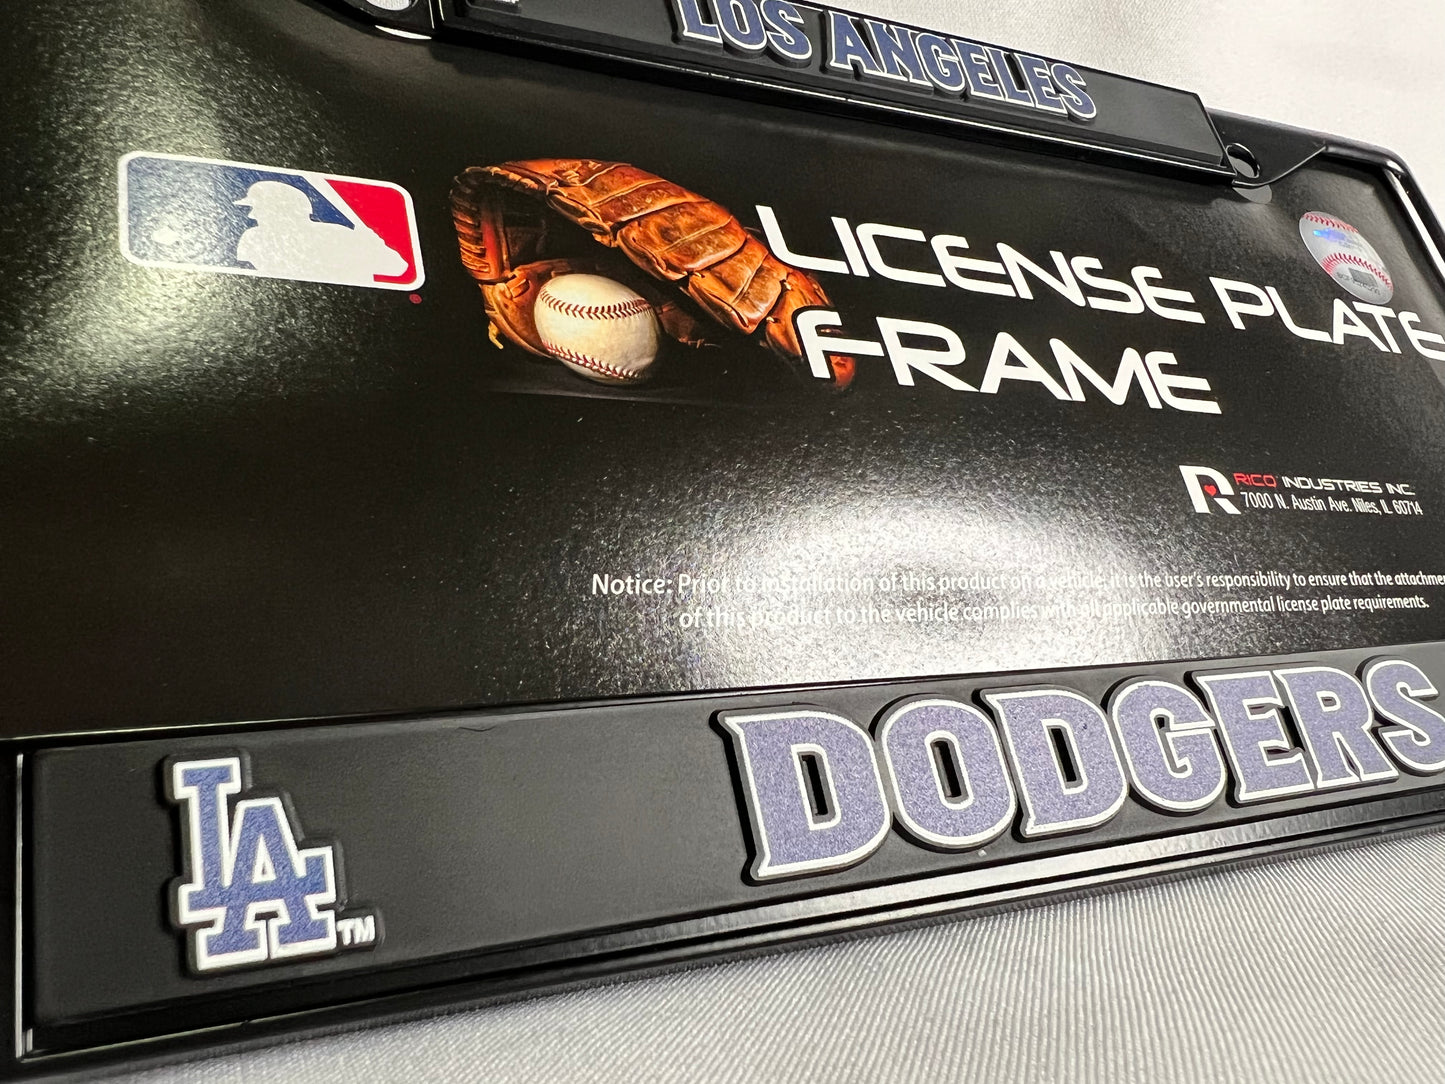 LOS ANGELES
LICENSE PLATE
FRAME
R RICO INDUSTRIES INC.
7000 N. Austin Ave. Niles, IL 60714
Notice: Prior to installation of this product on a vehicle, it is the user's responsibility to ensure that the attachmen
of this product to the vehicle complies with all applicable governmental license plate requirements.
DODGERS
LA TM